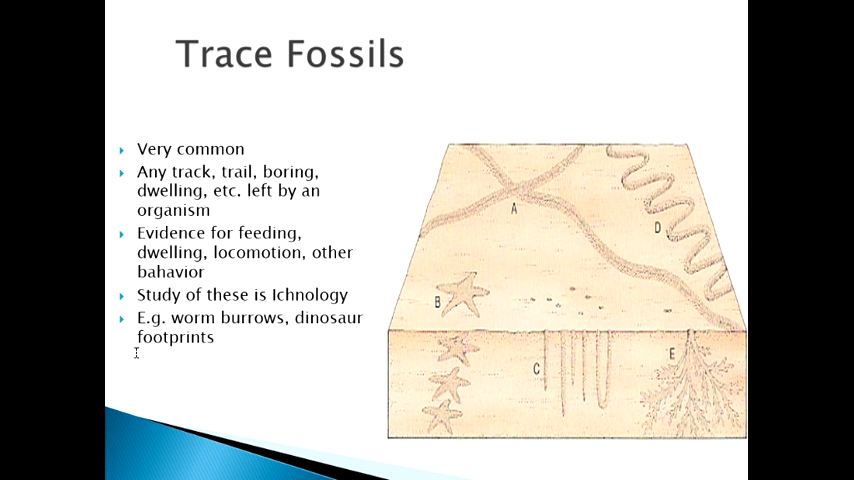 Trace Fossils
Very common
Any track, trail, boring,
dwelling, etc. left by an
organism
Evidence for feeding,
dwelling, locomotion, other
bahavior
Study of these is Ichnology
E.g. worm burrows, dinosaur
footprints
A
D
B
C
E